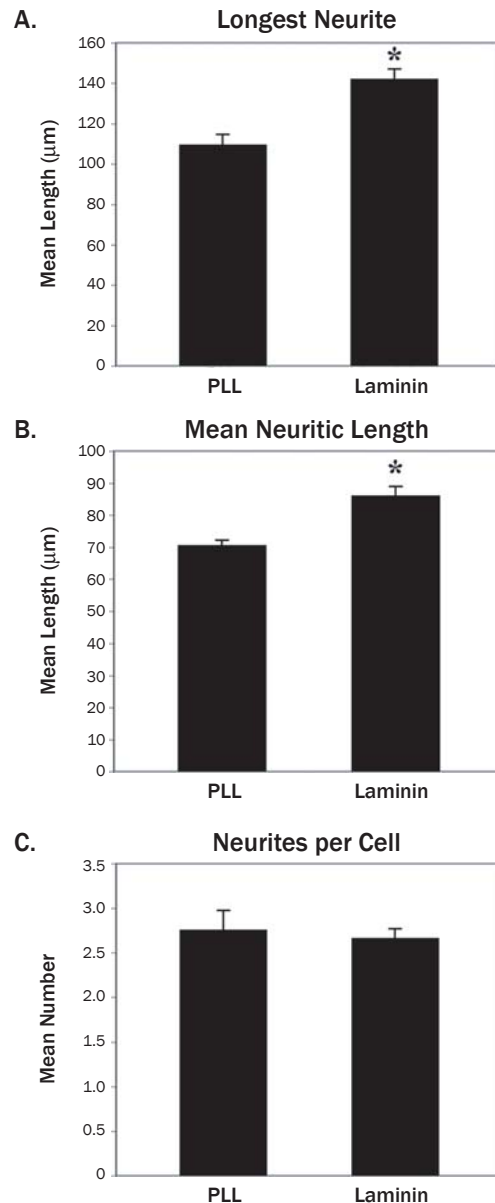 A.
Longest Neurite
160
140
120
100
80
60
40
20
0
Mean Length (µm)
*
PLL
Laminin
B.
Mean Neuritic Length
100
90
80
70
60
50
40
30
20
10
0
Mean Length (µm)
*
PLL
Laminin
C.
Neurites per Cell
3.5
3.0
2.5
2.0
1.5
1.0
0.5
0
Mean Number
PLL
Laminin